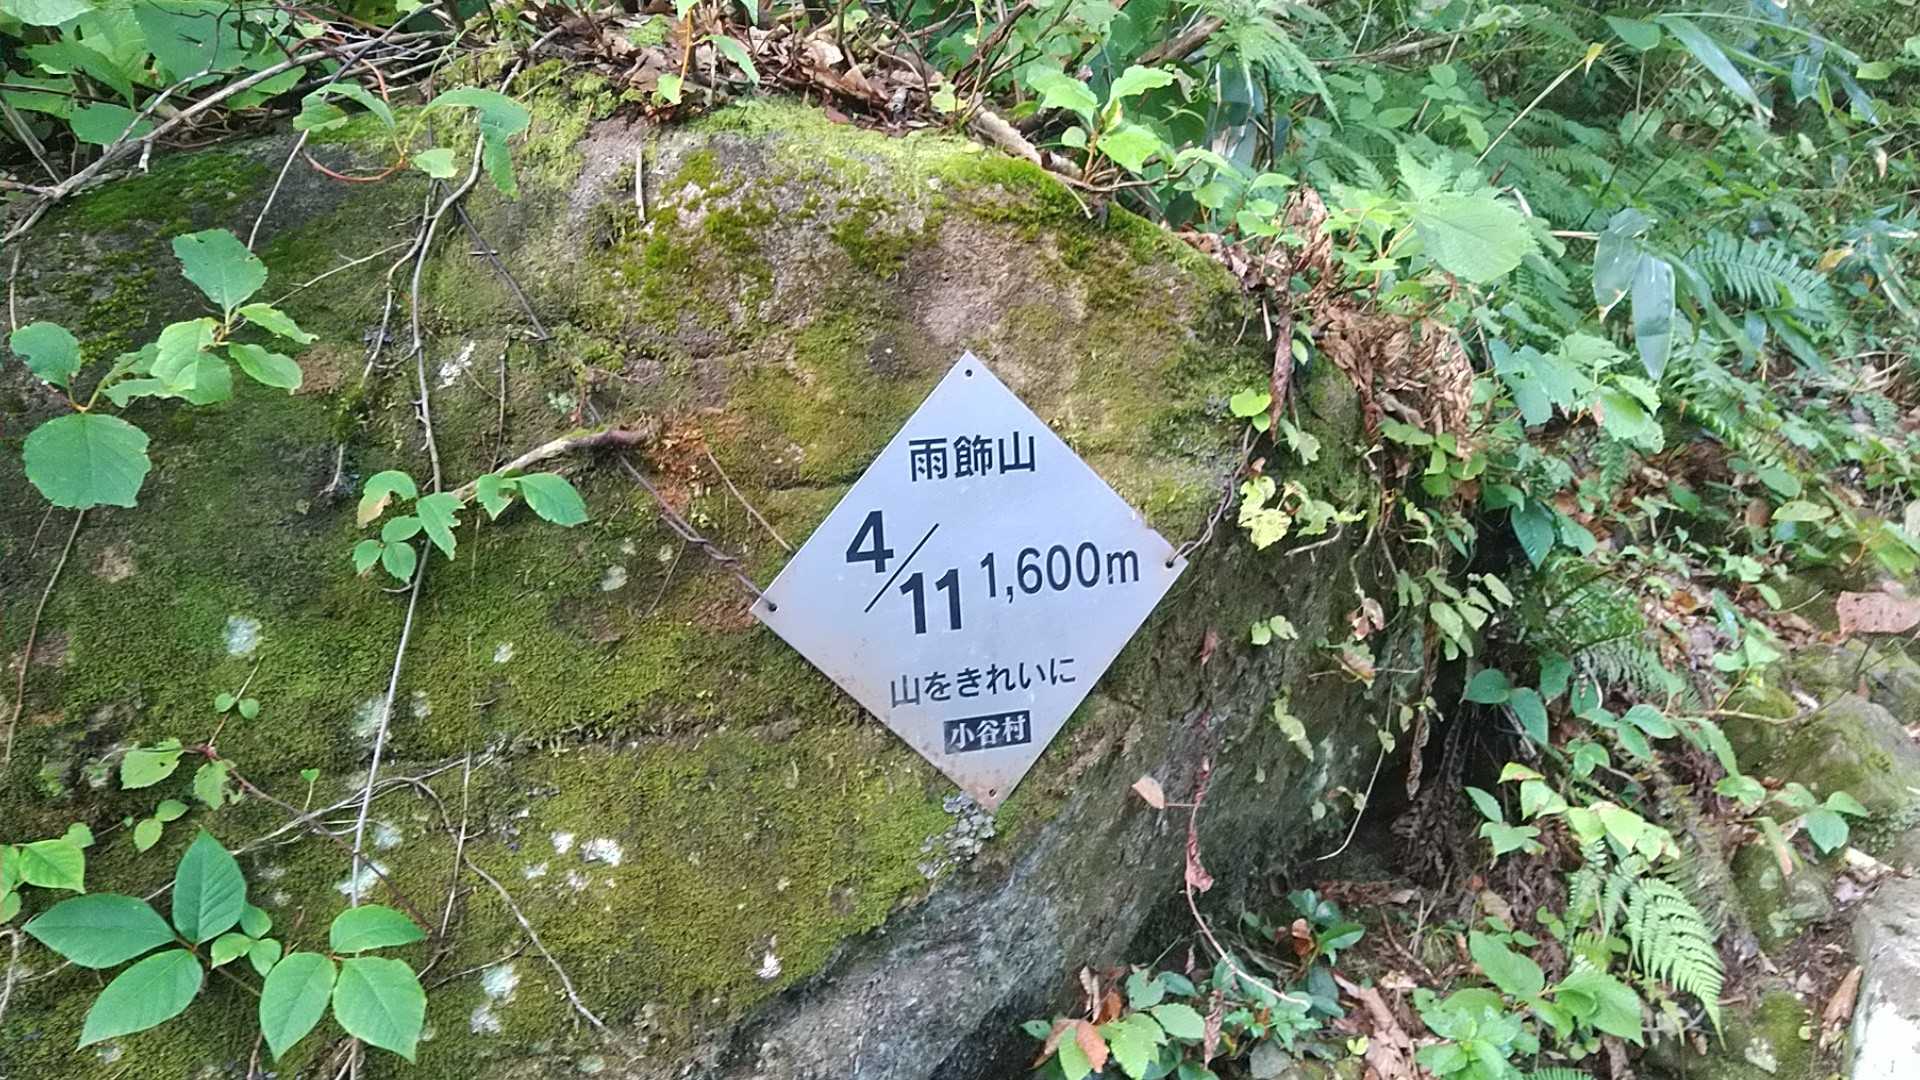 雨飾山
4/11 1,600m
山をきれいに
小谷村